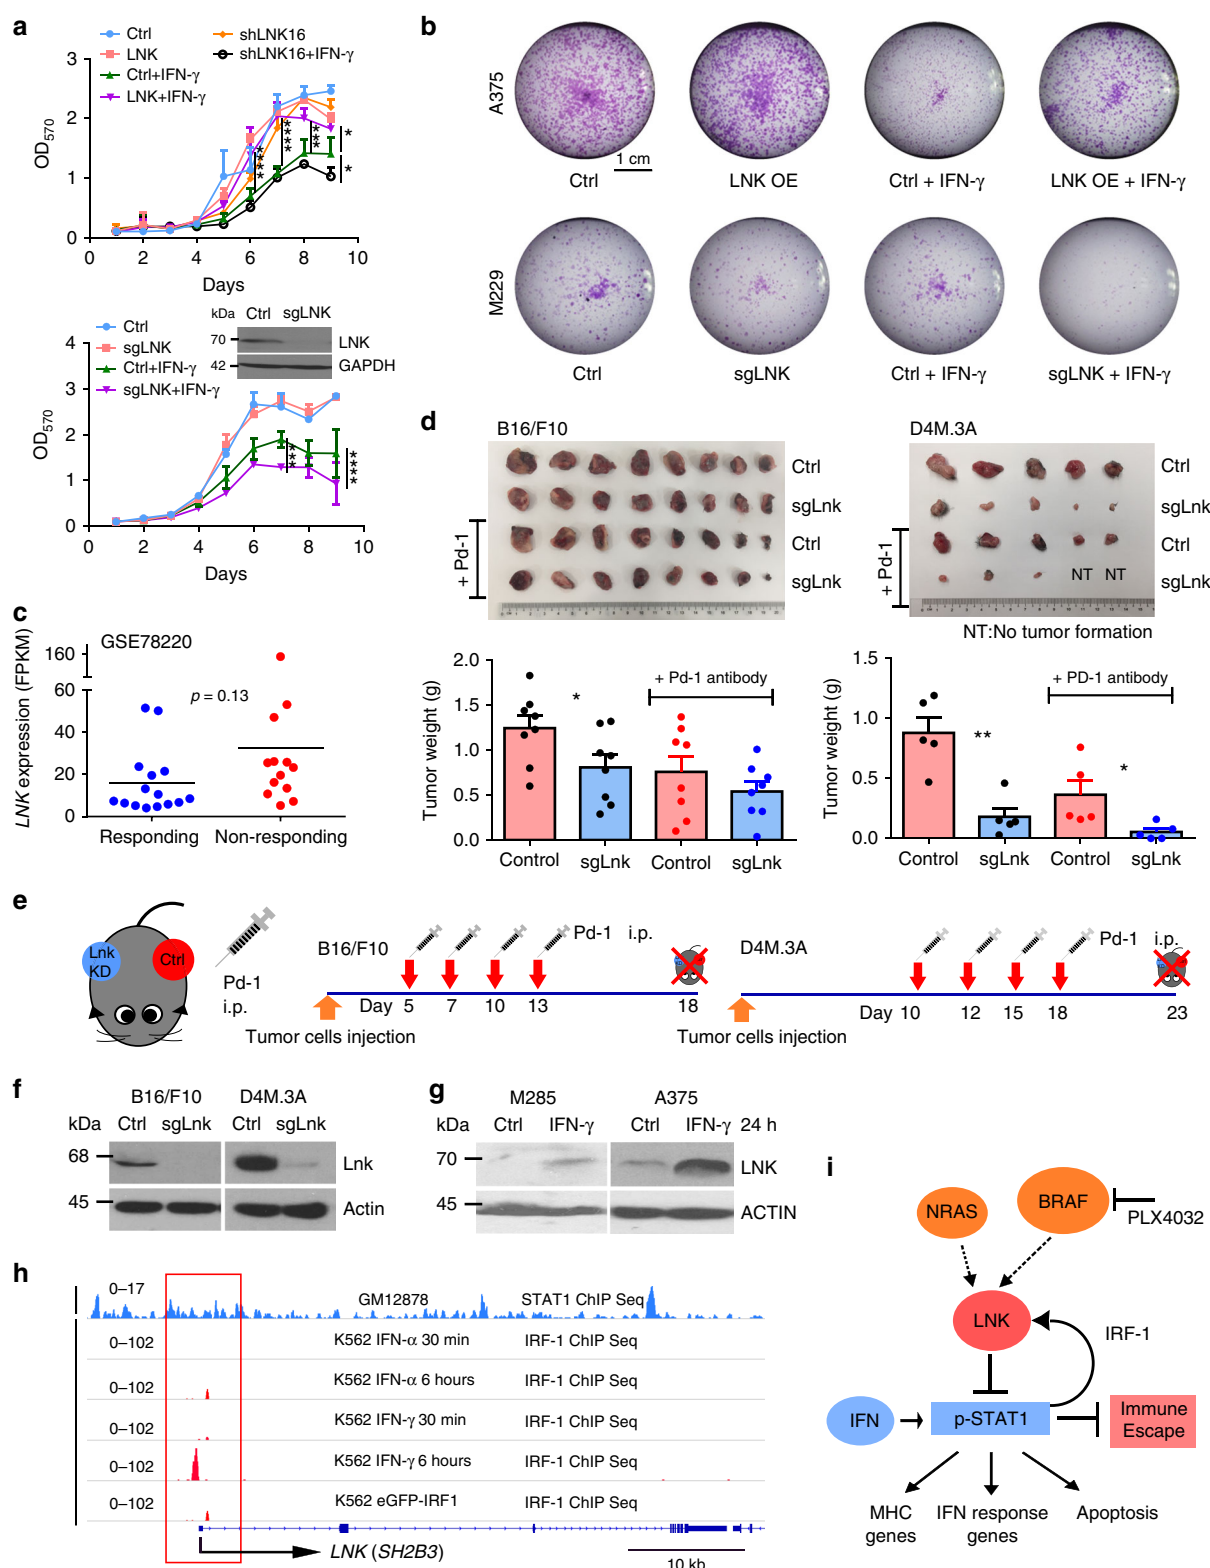 a
Ctrl
LNK
Ctrl+IFN-γ
LNK+IFN-γ
shLNK16
shLNK16+IFN-γ
OD570
3
2
1
0
****
****
***
*
*
0 2 4 6 8 10
Days
Ctrl
sgLNK
Ctrl+IFN-γ
sgLNK+IFN-γ
kDa Ctrl sgLNK
70 LNK
42 GAPDH
OD570
4
3
2
1
0
***
****
0 2 4 6 8 10
Days
b
A375
1 cm
Ctrl LNK OE Ctrl + IFN-γ LNK OE + IFN-γ
M229
Ctrl sgLNK Ctrl + IFN-γ sgLNK + IFN-γ
c
GSE78220
LNK expression (FPKM)
160
60
40
20
0
p = 0.13
Responding Non-responding
d
B16/F10
Ctrl
sgLnk
+ Pd-1
Ctrl
sgLnk
D4M.3A
Ctrl
sgLnk
+ Pd-1
Ctrl
NT NT sgLnk
NT:No tumor formation
Tumor weight (g)
2.0
1.5
1.0
0.5
0.0
*
+ Pd-1 antibody
Control sgLnk Control sgLnk
Tumor weight (g)
1.5
1.0
0.5
0.0
**
+ PD-1 antibody
*
Control sgLnk Control sgLnk
e
Lnk
KD
Ctrl
Pd-1
i.p.
B16/F10
Pd-1 i.p.
Day 5 7 10 13 18
Tumor cells injection
D4M.3A
Pd-1 i.p.
Day 10 12 15 18 23
Tumor cells injection
f
B16/F10 D4M.3A
kDa Ctrl sgLnk Ctrl sgLnk
68 Lnk
45 Actin
g
M285 A375
kDa Ctrl IFN-γ Ctrl IFN-γ 24 h
70 LNK
45 ACTIN
h
0–17 GM12878 STAT1 ChIP Seq
0–102 K562 IFN-α 30 min IRF-1 ChIP Seq
0–102 K562 IFN-α 6 hours IRF-1 ChIP Seq
0–102 K562 IFN-γ 30 min IRF-1 ChIP Seq
0–102 K562 IFN-γ 6 hours IRF-1 ChIP Seq
0–102 K562 eGFP-IRF1 IRF-1 ChIP Seq
LNK (SH2B3)
10 kb
i
NRAS
BRAF
PLX4032
LNK
IRF-1
IFN
p-STAT1
Immune
Escape
MHC
genes
IFN response
genes
Apoptosis